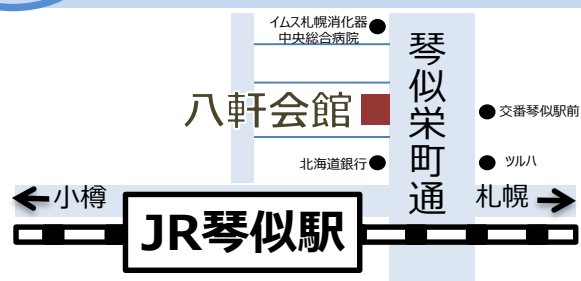 イムス札幌消化器
中央総合病院
琴似栄町通
八軒会館
交番琴似駅前
北海道銀行
ツルハ
小樽
札幌
JR琴似駅